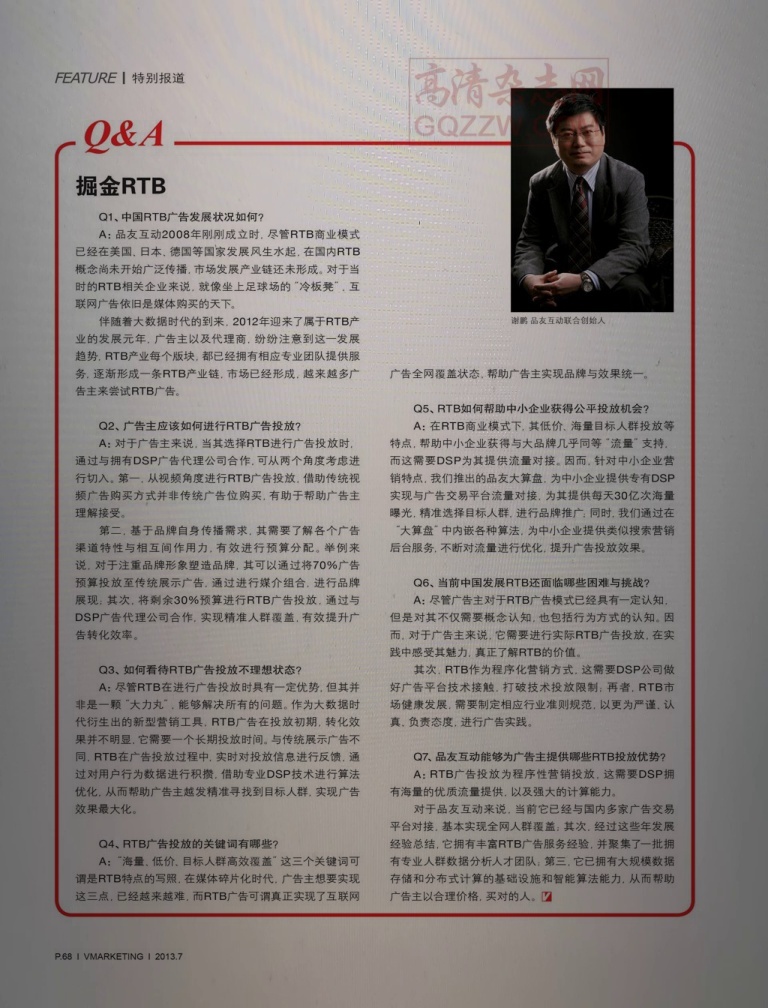 FEATURE | 特别报道
高清杂志网
GQZZW
Q&A
掘金RTB
Q1、中国RTB广告发展状况如何?
A：品友互动2008年刚刚成立时，尽管RTB商业模式
已经在美国、日本、德国等国家发展风生水起，在国内RTB
概念尚未开始广泛传播，市场发展产业链还未形成。对于当
时的RTB相关企业来说，就像坐上足球场的“冷板凳”，互
联网广告依旧是媒体购买的天下。
伴随着大数据时代的到来，2012年迎来了属于RTB产
业的发展元年，广告主以及代理商，纷纷注意到这一发展
趋势，RTB产业每个版块，都已经拥有相应专业团队提供服
务，逐渐形成一条RTB产业链，市场已经形成，越来越多广
告主来尝试RTB广告。
Q2、广告主应该如何进行RTB广告投放?
A：对于广告主来说，当其选择RTB进行广告投放时，
通过与拥有DSP广告代理公司合作，可从两个角度考虑进
行切入。第一，从视频角度进行RTB广告投放，借助传统视
频广告购买方式并非传统广告位购买，有助于帮助广告主
理解接受。
第二，基于品牌自身传播需求，其需要了解各个广告
渠道特性与相互间作用力，有效进行预算分配。举例来
说，对于注重品牌形象塑造品牌，其可以通过将70%广告
预算投放至传统展示广告，通过进行媒介组合，进行品牌
展现；其次，将剩余30%预算进行RTB广告投放，通过与
DSP广告代理公司合作，实现精准人群覆盖，有效提升广
告转化效率。
Q3、如何看待RTB广告投放不理想状态?
A：尽管RTB在进行广告投放时具有一定优势，但其并
非是一颗“大力丸”，能够解决所有的问题。作为大数据时
代衍生出的新型营销工具，RTB广告在投放初期，转化效
果并不明显，它需要一个长期投放时间。与传统展示广告不
同，RTB在广告投放过程中，实时对投放信息进行反馈，通
过对用户行为数据进行积攒，借助专业DSP技术进行算法
优化，从而帮助广告主越发精准寻找到目标人群，实现广告
效果最大化。
Q4、RTB广告投放的关键词有哪些?
A：“海量，低价，目标人群高效覆盖”这三个关键词可
谓是RTB特点的写照，在媒体碎片化时代，广告主想要实现
这三点，已经越来越难，而RTB广告可谓真正实现了互联网
谢鹏 品友互动联合创始人
广告全网覆盖状态，帮助广告主实现品牌与效果统一。
Q5、RTB如何帮助中小企业获得公平投放机会?
A：在RTB商业模式下，其低价，海量目标人群投放等
特点，帮助中小企业获得与大品牌几乎同等“流量”支持，
而这需要DSP为其提供流量对接。因而，针对中小企业营
销特点，我们推出的品友大算盘，为中小企业提供专有DSP
实现与广告交易平台流量对接，为其提供每天30亿次海量
曝光，精准选择目标人群，进行品牌推广；同时，我们通过在
“大算盘”中内嵌各种算法，为中小企业提供类似搜索营销
后台服务，不断对流量进行优化，提升广告投放效果。
Q6、当前中国发展RTB还面临哪些困难与挑战?
A：尽管广告主对于RTB广告模式已经具有一定认知，
但是对其不仅需要概念认知，也包括行为方式的认知。因
而，对于广告主来说，它需要进行实际RTB广告投放，在实
践中感受其魅力，真正了解RTB的价值。
其次，RTB作为程序化营销方式，这需要DSP公司做
好广告平台技术接触，打破技术投放限制；再者，RTB市
场健康发展，需要制定相应行业准则规范，以更为严谨，认
真，负责态度，进行广告实践。
Q7、品友互动能够为广告主提供哪些RTB投放优势?
A：RTB广告投放为程序性营销投放，这需要DSP拥
有海量的优质流量提供，以及强大的计算能力。
对于品友互动来说，当前它已经与国内多家广告交易
平台对接，基本实现全网人群覆盖；其次，经过这些年发展
经验总结，它拥有丰富RTB广告服务经验，并聚集了一批拥
有专业人群数据分析人才团队；第三，它已拥有大规模数据
存储和分布式计算的基础设施和智能算法能力，从而帮助
广告主以合理价格，买对的人。
P.68 | VMARKETING | 2013.7